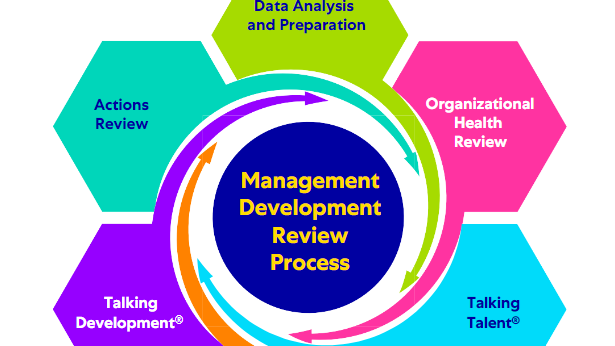 Data Analysis
and Preparation
Actions
Review
Organizational
Health
Review
Management
Development
Review
Process
Talking
Development®
Talking
Talent®